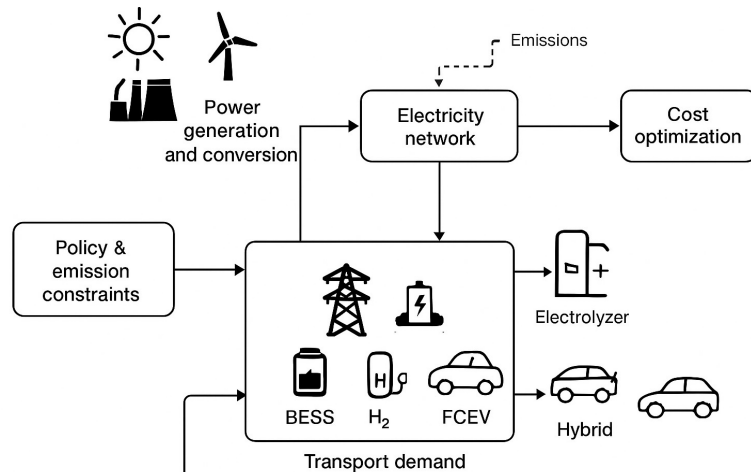 Emissions
Power
generation
and conversion
Electricity
network
Cost
optimization
Policy &
emission
constraints
Electrolyzer
H
BESS
H₂
FCEV
Hybrid
Transport demand